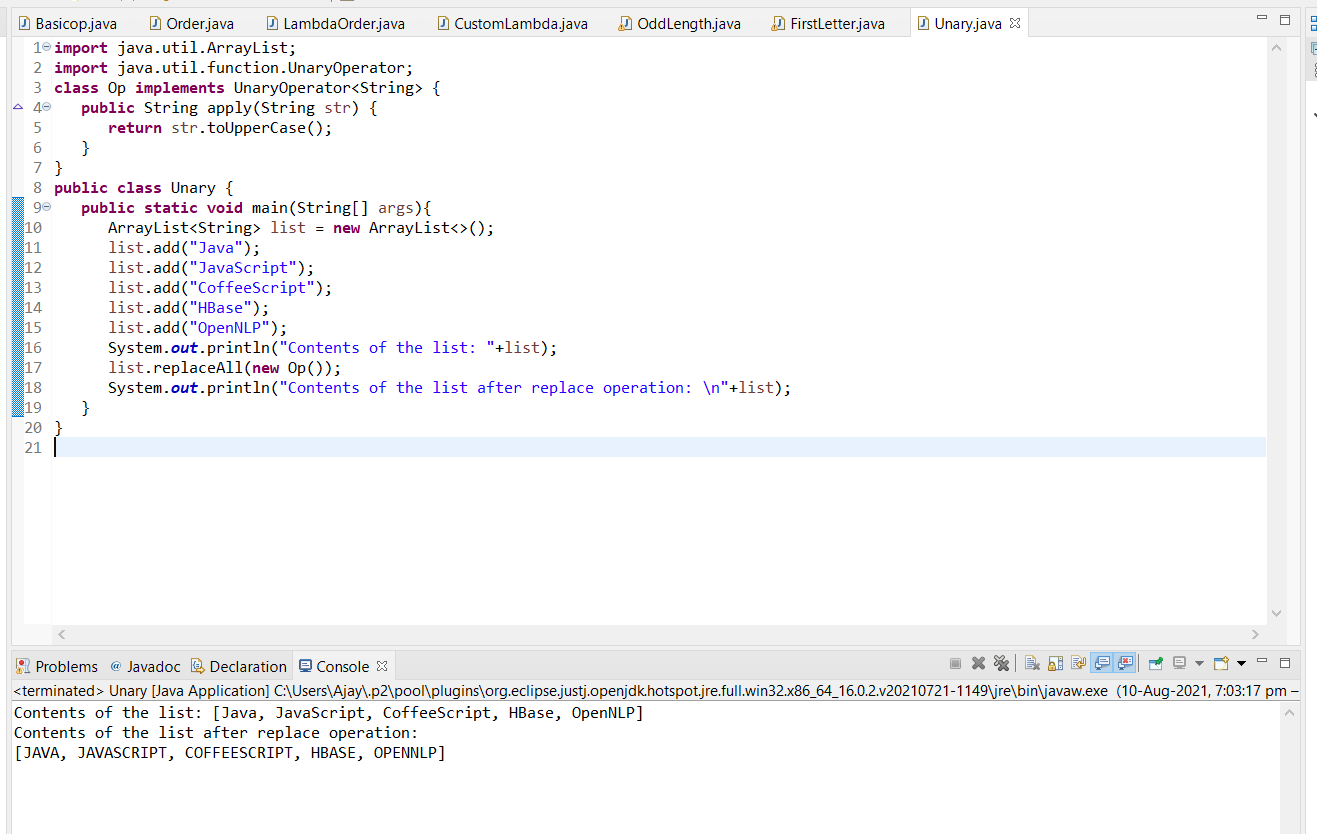 Basicop.java Order.java LambdaOrder.java CustomLambda.java OddLength.java FirstLetter.java Unary.java
1 import java.util.ArrayList;
2 import java.util.function.UnaryOperator;
3 class Op implements UnaryOperator<String> {
4    public String apply(String str) {
5       return str.toUpperCase();
6    }
7 }
8 public class Unary {
9    public static void main(String[] args){
10       ArrayList<String> list = new ArrayList<>();
11       list.add("Java");
12       list.add("JavaScript");
13       list.add("CoffeeScript");
14       list.add("HBase");
15       list.add("OpenNLP");
16       System.out.println("Contents of the list: "+list);
17       list.replaceAll(new Op());
18       System.out.println("Contents of the list after replace operation: \n"+list);
19    }
20 }
21
Problems @ Javadoc Declaration Console
<terminated> Unary [Java Application] C:\Users\Ajay\.p2\pool\plugins\org.eclipse.justj.openjdk.hotspot.jre.full.win32.x86_64_16.0.2.v20210721-1149\jre\bin\javaw.exe (10-Aug-2021, 7:03:17 pm –
Contents of the list: [Java, JavaScript, CoffeeScript, HBase, OpenNLP]
Contents of the list after replace operation:
[JAVA, JAVASCRIPT, COFFEESCRIPT, HBASE, OPENNLP]